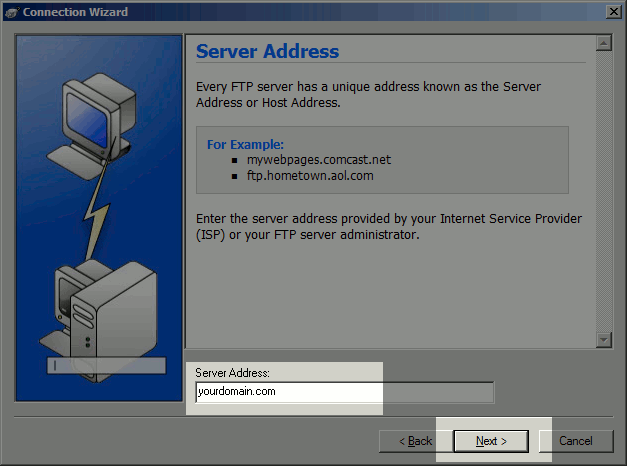 Connection Wizard
Server Address
Every FTP server has a unique address known as the Server
Address or Host Address.
For Example:
mywebpages.comcast.net
ftp.hometown.aol.com
Enter the server address provided by your Internet Service Provider
(ISP) or your FTP server administrator.
Server Address:
yourdomain.com
< Back
Next >
Cancel